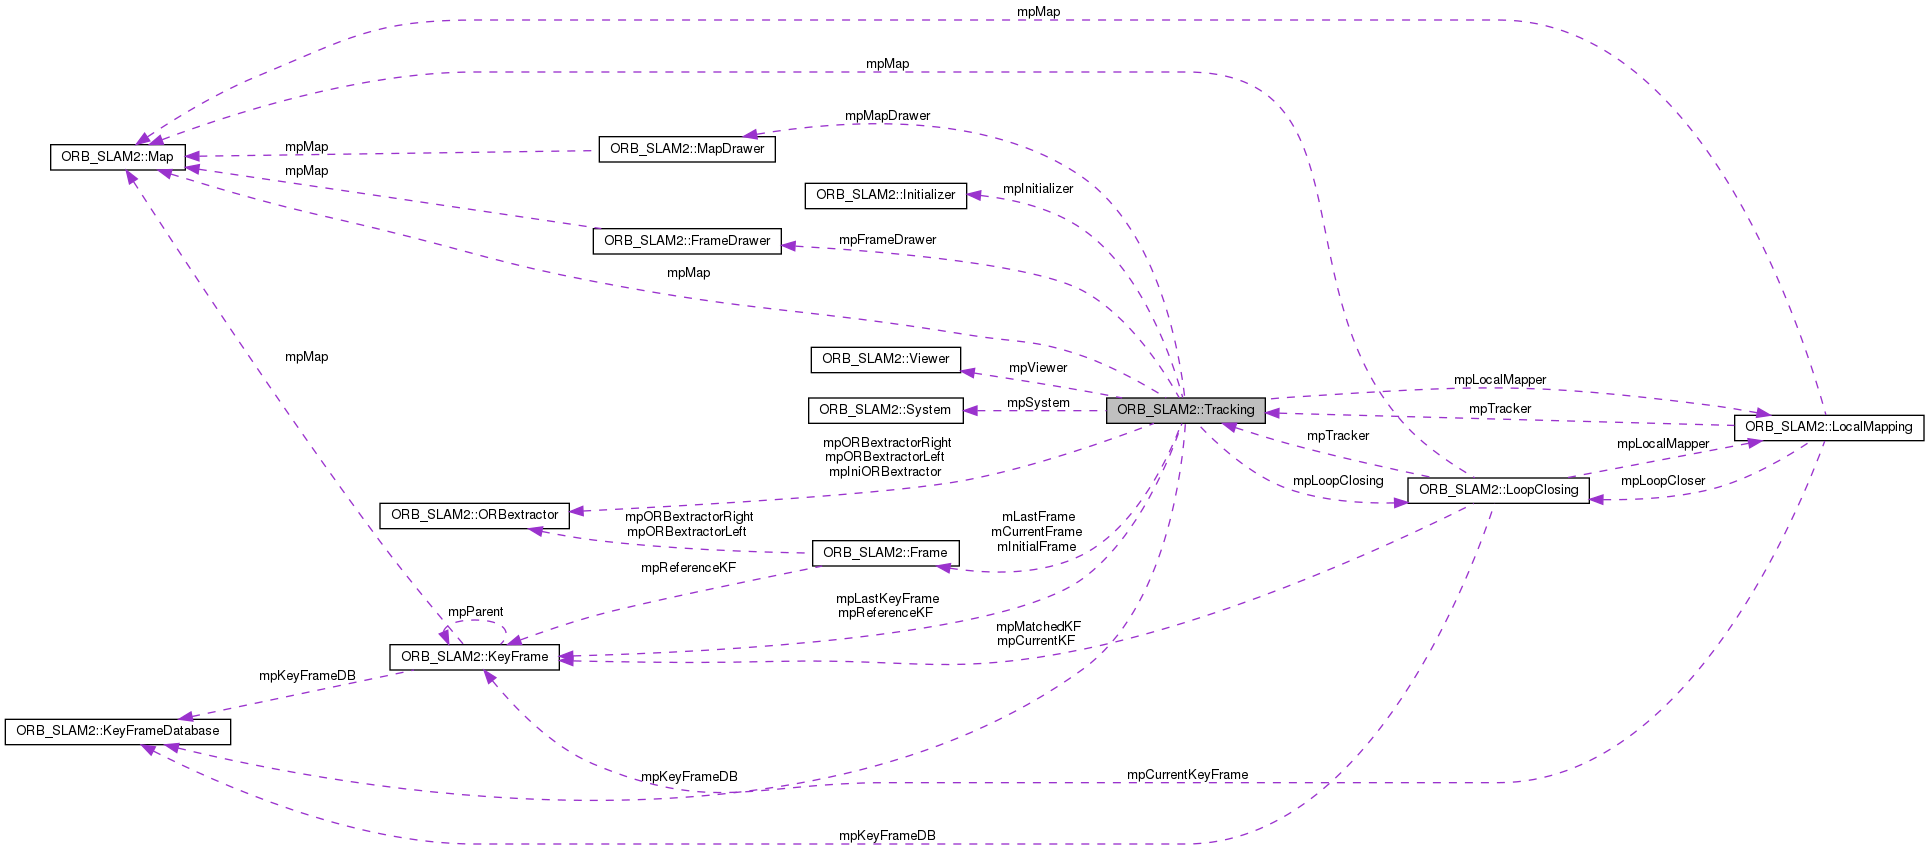 mpMap
mpMap
mpMapDrawer
mpMap
ORB_SLAM2::MapDrawer
ORB_SLAM2::Map
mpMap
mpInitializer
ORB_SLAM2::Initializer
mpFrameDrawer
ORB_SLAM2::FrameDrawer
mpMap
mpMap
ORB_SLAM2::Viewer
mpViewer
mpLocalMapper
mpSystem
ORB_SLAM2::System
ORB_SLAM2::Tracking
mpTracker
ORB_SLAM2::LocalMapping
mpTracker
mpORBextractorRight
mpORBextractorLeft
mpIniORBextractor
mpLocalMapper
mpLoopClosing
mpLoopCloser
ORB_SLAM2::LoopClosing
ORB_SLAM2::ORBextractor
mpORBextractorRight
mpORBextractorLeft
mLastFrame
mCurrentFrame
mInitialFrame
ORB_SLAM2::Frame
mpReferenceKF
mpLastKeyFrame
mpReferenceKF
mpParent
mpMatchedKF
mpCurrentKF
ORB_SLAM2::KeyFrame
mpKeyFrameDB
ORB_SLAM2::KeyFrameDatabase
mpKeyFrameDB
mpCurrentKeyFrame
mpKeyFrameDB